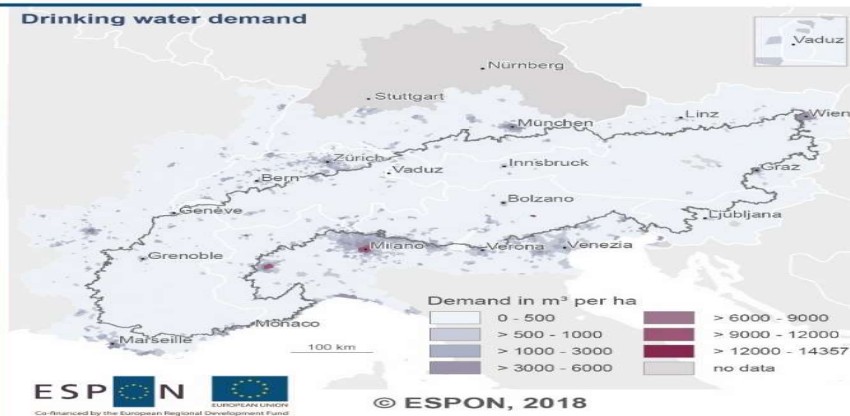 Drinking water demand
Vaduz
Nürnberg
Stuttgart
Linz
Wien
München
Zürich
Vaduz
Innsbruck
Bern
Graz
Bolzano
Genève
Ljubljana
Milano
Verona
Venezia
Grenoble
Monaco
Marseille
100 km
Demand in m³ per ha
0 - 500
> 500 - 1000
> 1000 - 3000
> 3000 - 6000
> 6000 - 9000
> 9000 - 12000
> 12000 - 14357
no data
ESPON
EUROPEAN UNION
Co-financed by the European Regional Development Fund
© ESPON, 2018